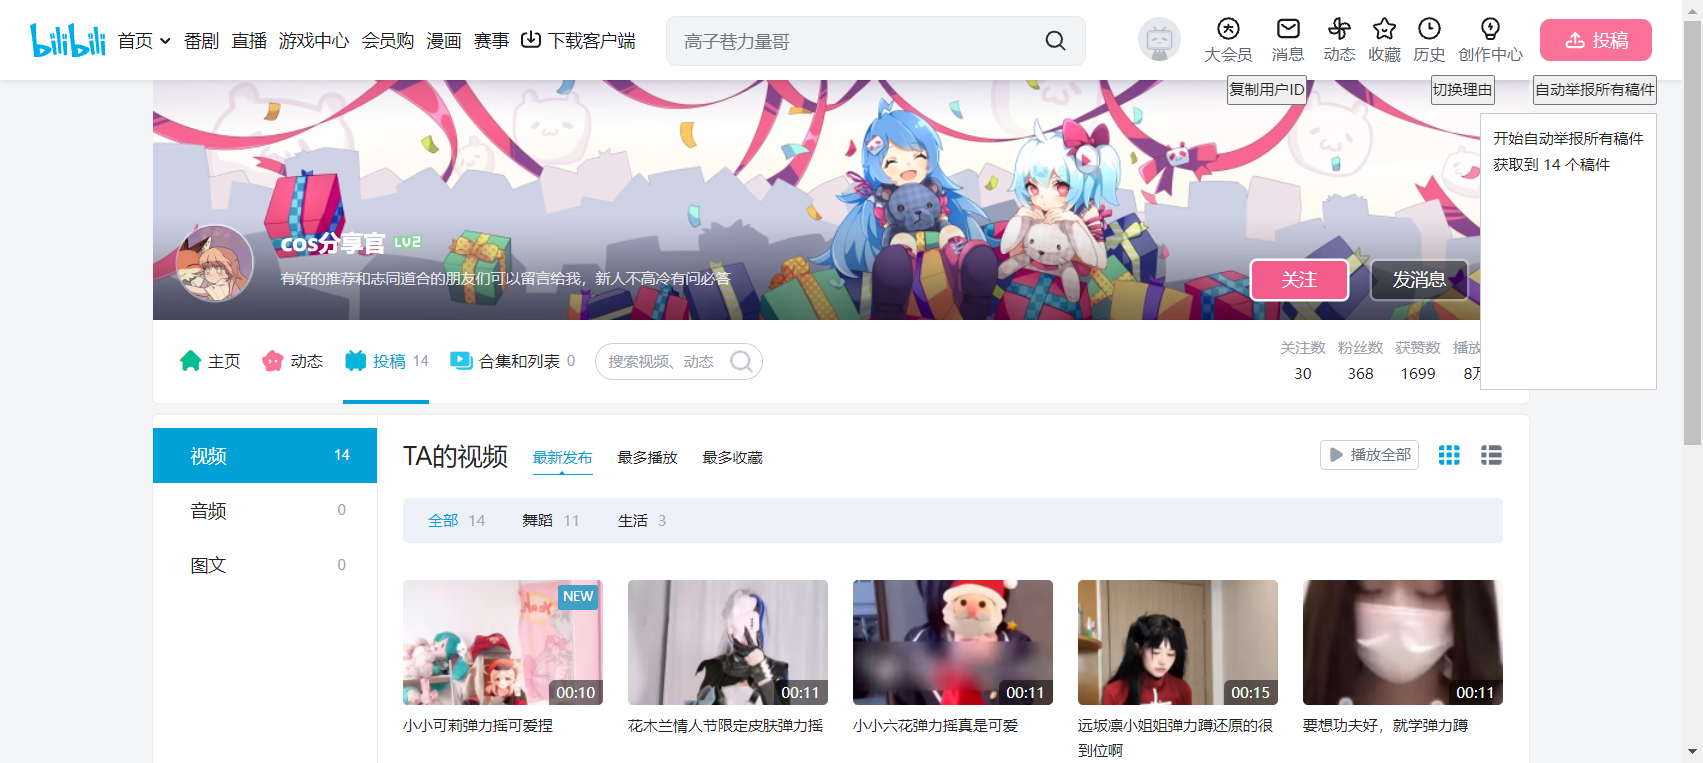 bilibili
首页 番剧 直播 游戏中心 会员购 漫画 赛事 下载客户端
高子巷力量哥
大会员 消息 动态 收藏 历史 创作中心 投稿
复制用户ID 切换理由 自动举报所有稿件
开始自动举报所有稿件
获取到 14 个稿件
cos分享官 LV2
有好的推荐和志同道合的朋友们可以留言给我，新人不高冷有问必答
关注 发消息
主页 动态 投稿 14 合集和列表 0 搜索视频、动态
关注数 粉丝数 获赞数 播放
30 368 1699 8万
视频 14
音频 0
图文 0
TA的视频 最新发布 最多播放 最多收藏 播放全部
全部 14 舞蹈 11 生活 3
NEW
00:10 00:11 00:11 00:15 00:11
小小可莉弹力摇可爱捏
花木兰情人节限定皮肤弹力摇
小小六花弹力摇真是可爱
远坂凛小姐姐弹力蹲还原的很
到位啊
要想功夫好，就学弹力蹲